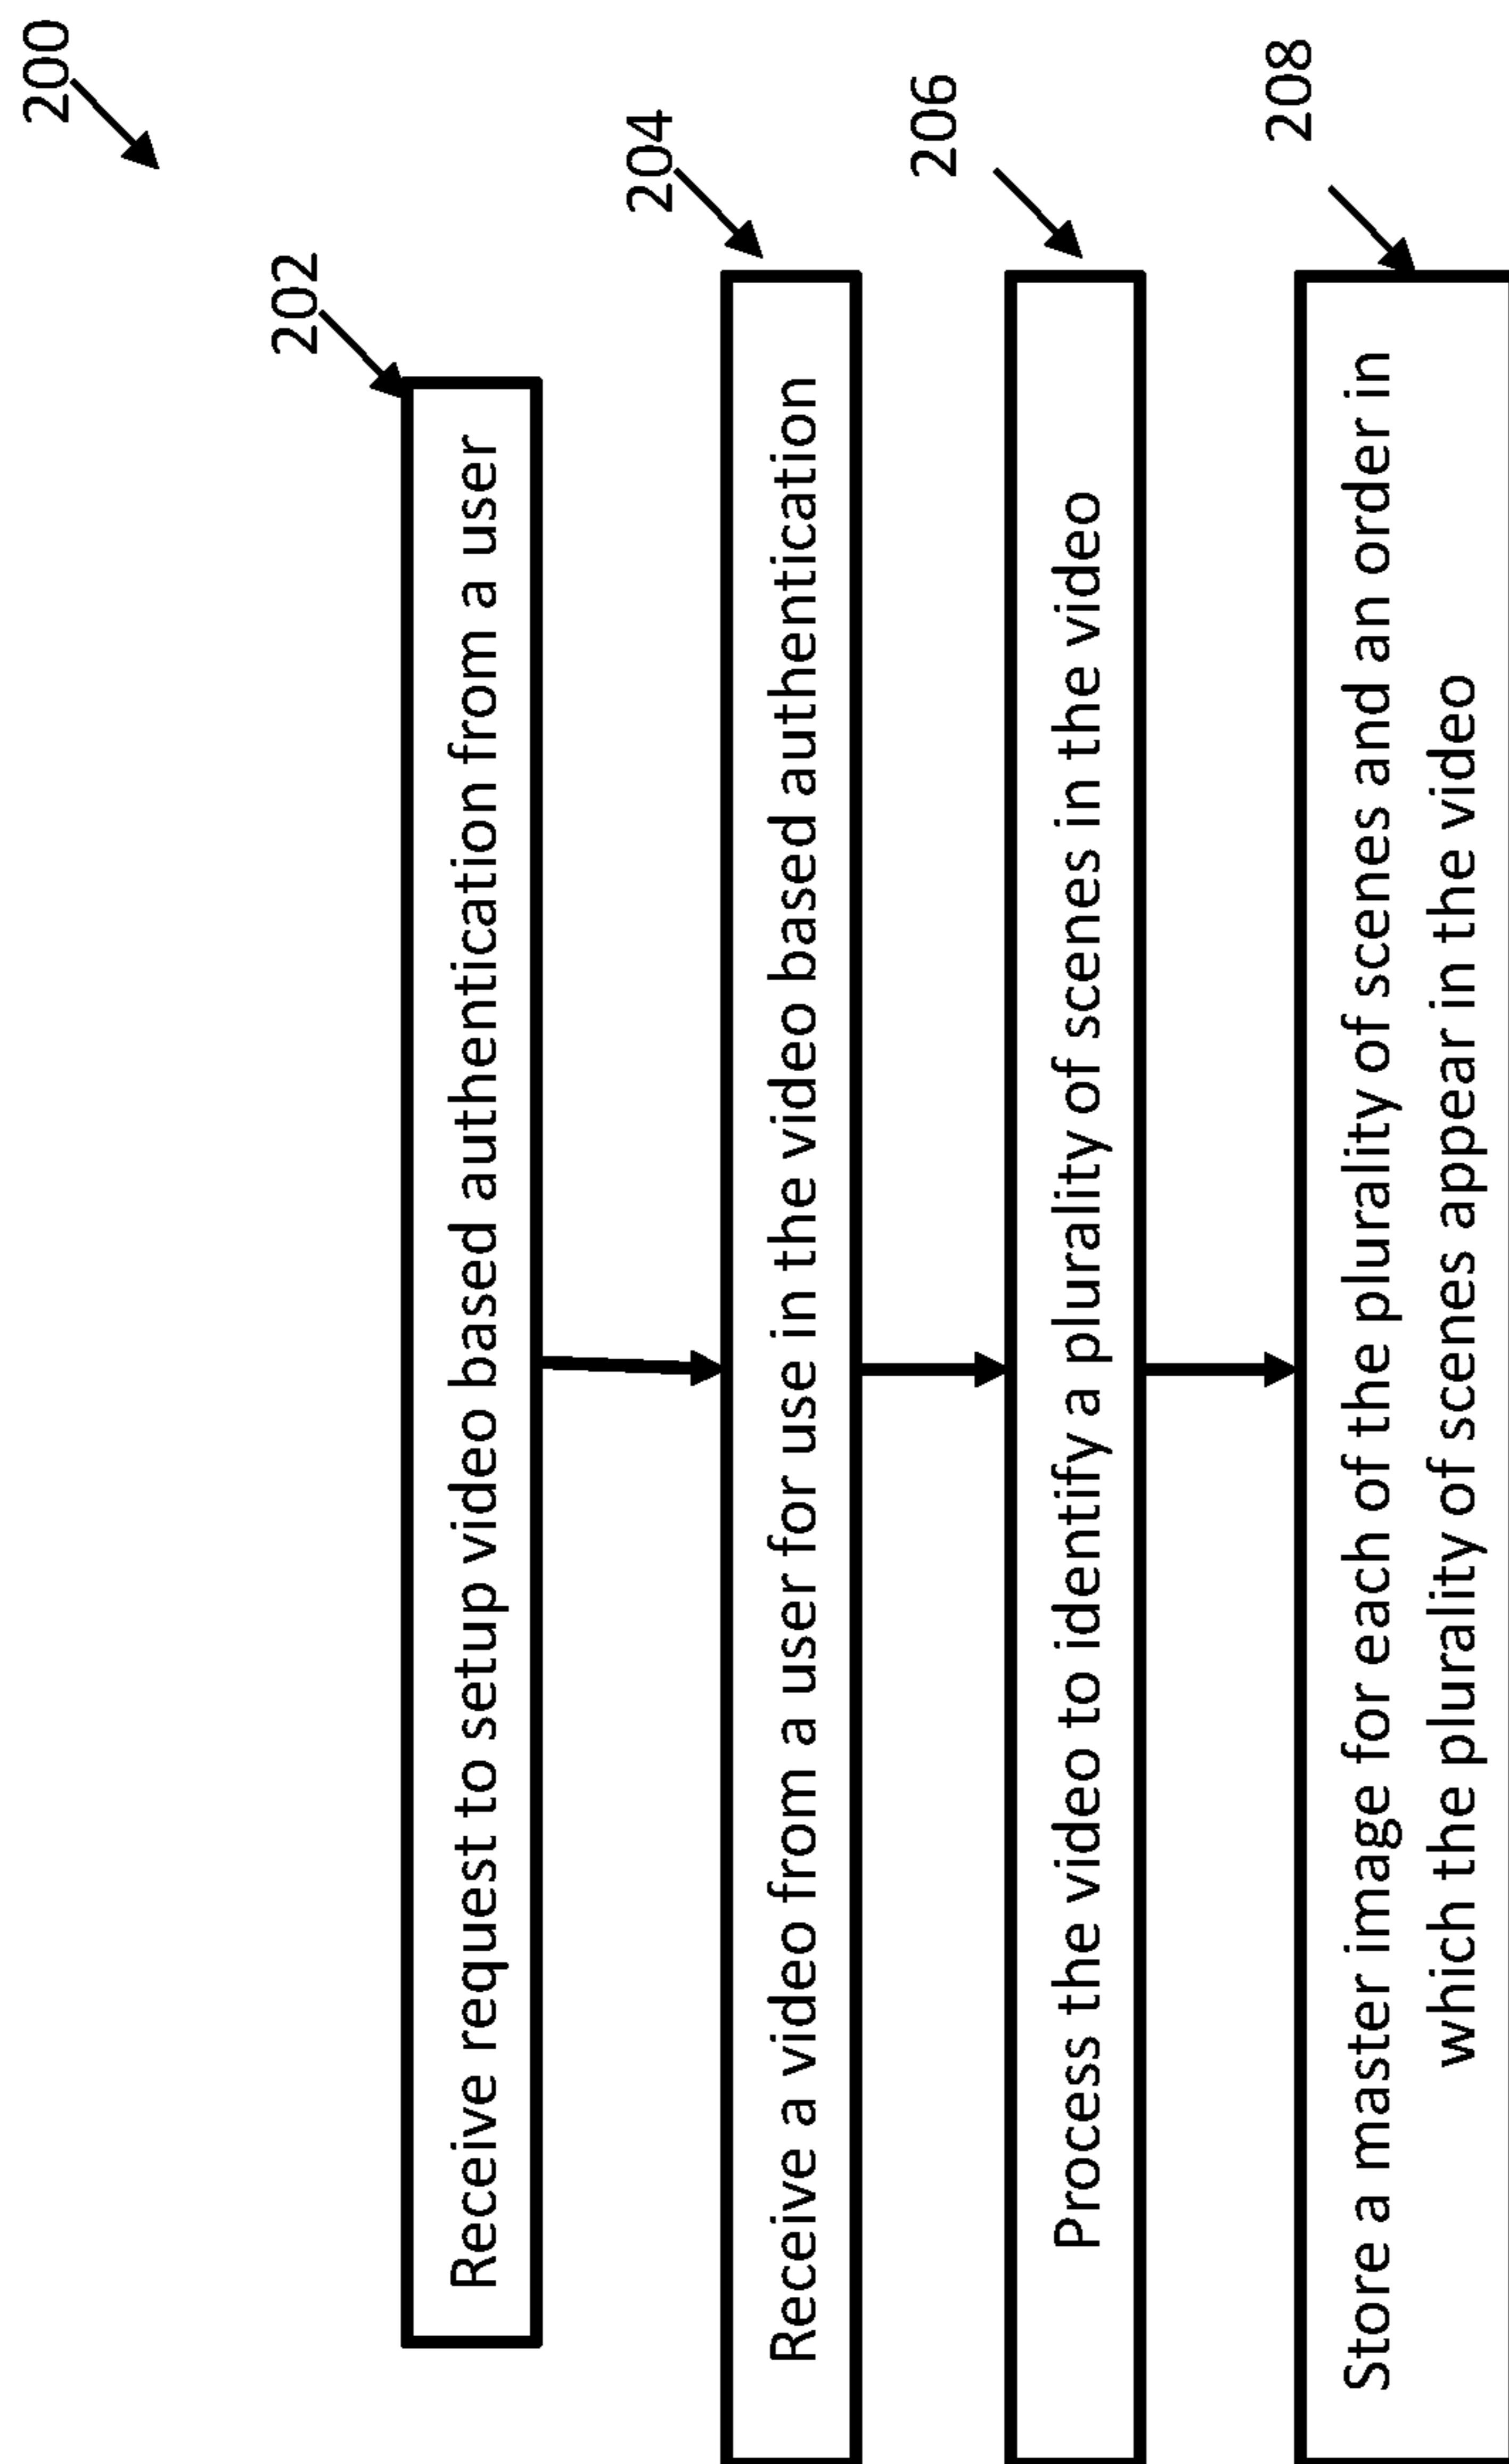 200
202
Receive request to setup video based authentication from a user
204
Receive a video from a user for use in the video based authentication
206
Process the video to identify a plurality of scenes in the video
208
Store a master image for each of the plurality of scenes and an order in
which the plurality of scenes appear in the video